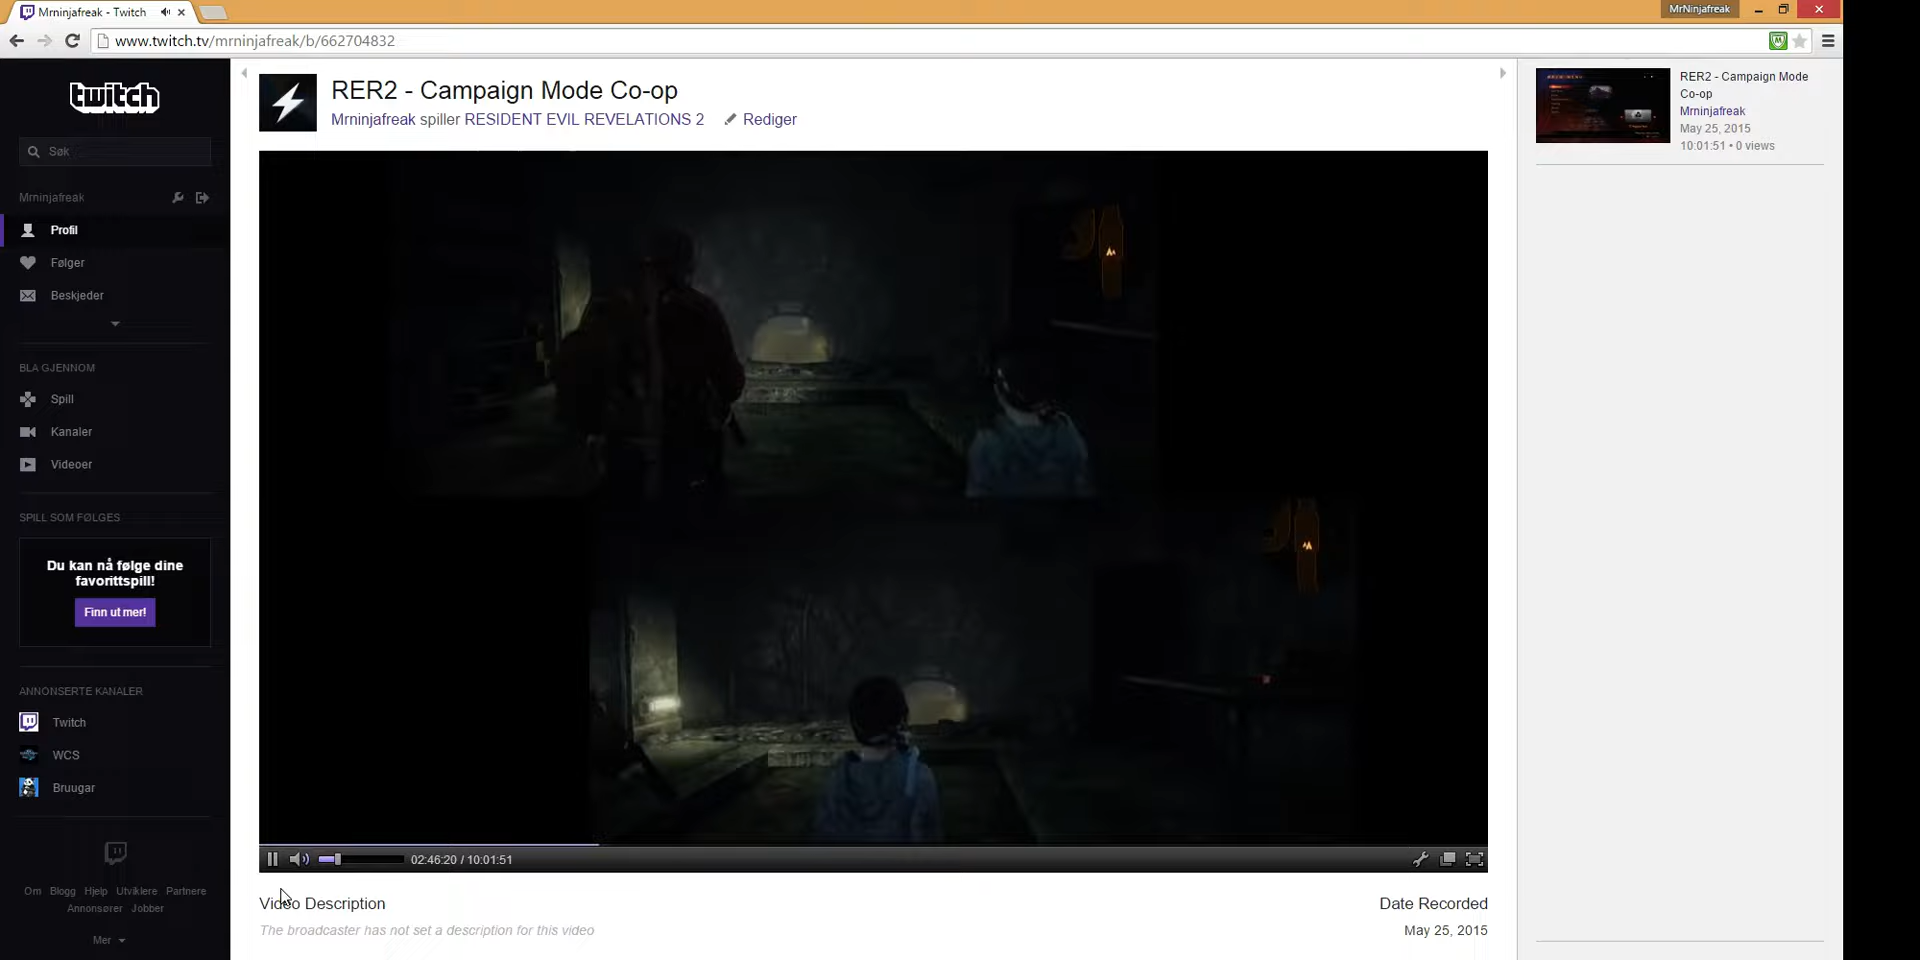 Mrninjafreak - Twitch
MrNinjafreak
www.twitch.tv/mrninjafreak/b/662704832
twitch
Søk
Mrninjafreak
Profil
Følger
Beskjeder
BLA GJENNOM
Spill
Kanaler
Videoer
SPILL SOM FØLGES
Du kan nå følge dine
favorittspill!
Finn ut mer!
ANNONSERTE KANALER
Twitch
WCS
Bruugar
Om Blogg Hjelp Utviklere Partnere
Annonsører Jobber
Mer
RER2 - Campaign Mode Co-op
Mrninjafreak spiller RESIDENT EVIL REVELATIONS 2 Rediger
02:46:20 / 10:01:51
Video Description
The broadcaster has not set a description for this video
Date Recorded
May 25, 2015
RER2 - Campaign Mode
Co-op
Mrninjafreak
May 25, 2015
10:01:51 • 0 views